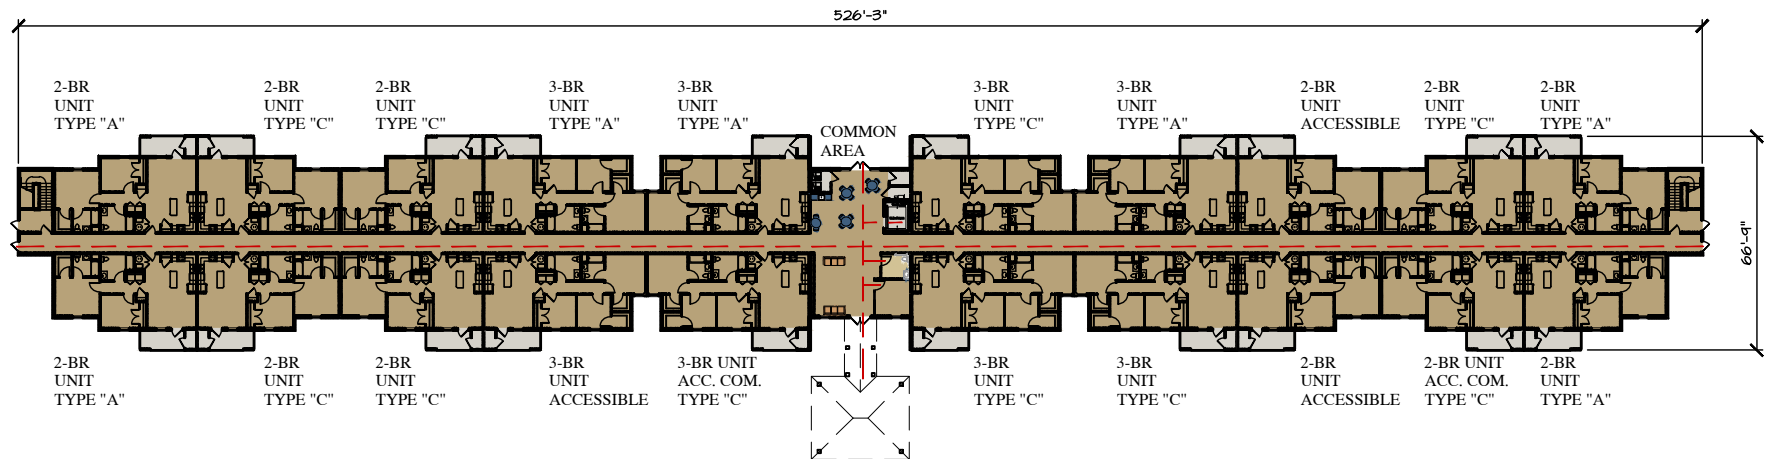 526'-3"
2-BR
UNIT
TYPE "A"
2-BR
UNIT
TYPE "C"
2-BR
UNIT
TYPE "C"
3-BR
UNIT
TYPE "A"
3-BR
UNIT
TYPE "A"
COMMON
AREA
3-BR
UNIT
TYPE "C"
3-BR
UNIT
TYPE "A"
2-BR
UNIT
ACCESSIBLE
2-BR
UNIT
TYPE "C"
2-BR
UNIT
TYPE "A"
66'-9"
2-BR
UNIT
TYPE "A"
2-BR
UNIT
TYPE "C"
2-BR
UNIT
TYPE "C"
3-BR
UNIT
ACCESSIBLE
3-BR UNIT
ACC. COM.
TYPE "C"
3-BR
UNIT
TYPE "C"
3-BR
UNIT
TYPE "C"
2-BR
UNIT
ACCESSIBLE
2-BR UNIT
ACC. COM.
TYPE "C"
2-BR
UNIT
TYPE "A"